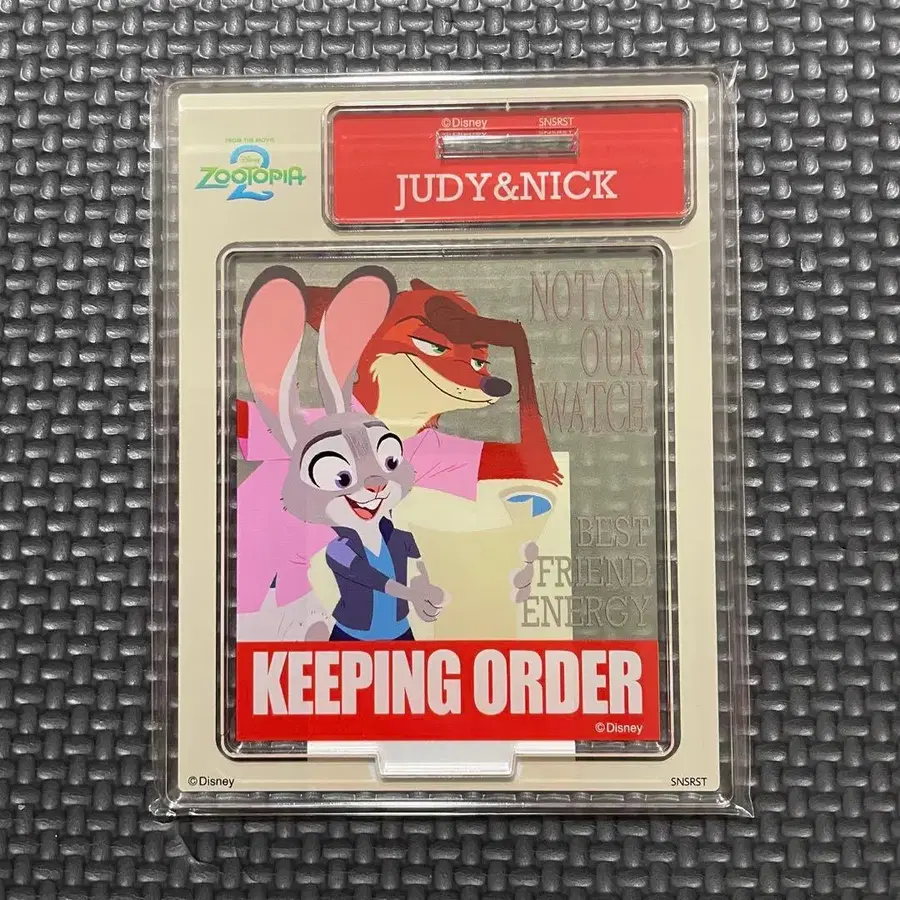 FROM THE MOVIE
Disney
ZOOTOPIA
2
©Disney SNSRST
JUDY&NICK
NOT ON
OUR
WATCH
BEST
FRIEND
ENERGY
KEEPING ORDER
©Disney
©Disney SNSRST